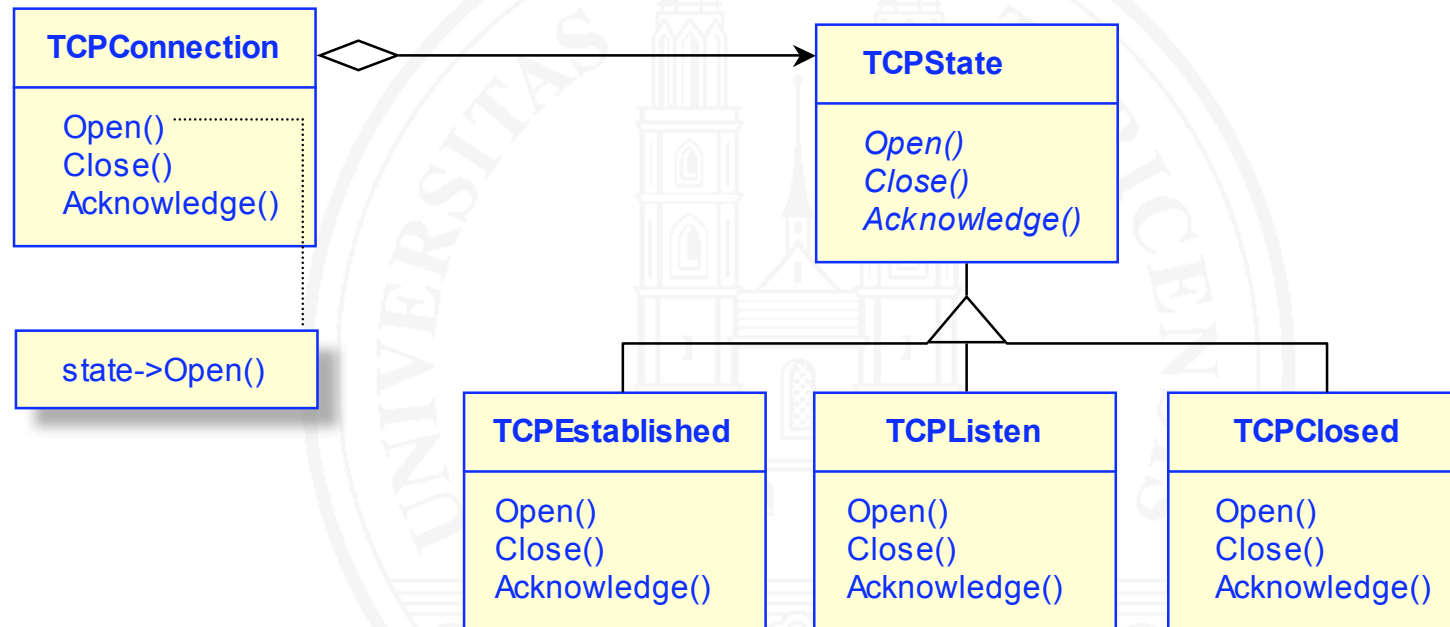 TCPConnection
Open()
Close()
Acknowledge()
state->Open()
TCPState
Open()
Close()
Acknowledge()
TCPEstablished
Open()
Close()
Acknowledge()
TCPListen
Open()
Close()
Acknowledge()
TCPClosed
Open()
Close()
Acknowledge()
UNIVERSITAS